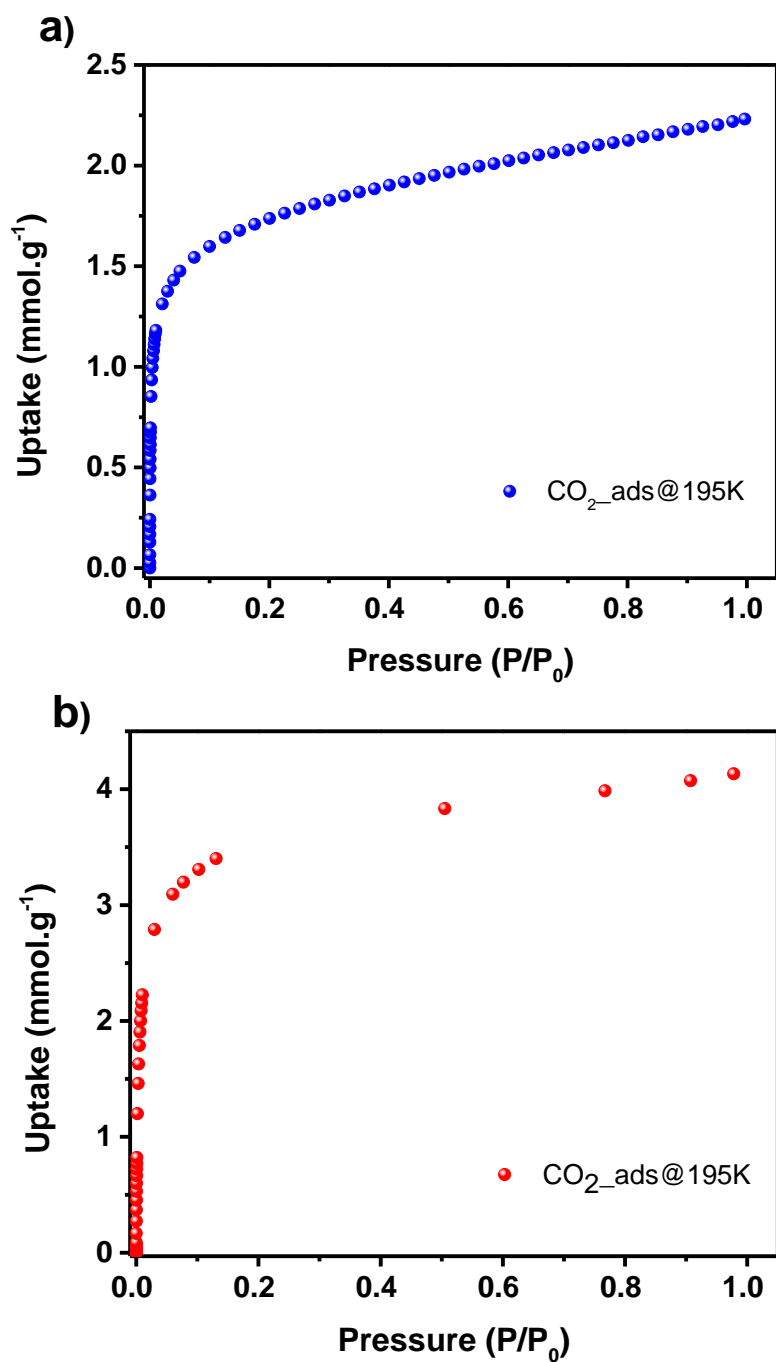 a)
2.5
2.0
1.5
1.0
0.5
0.0
Uptake (mmol.g⁻¹)
CO₂_ads@195K
0.0 0.2 0.4 0.6 0.8 1.0
Pressure (P/P₀)
b)
4
3
2
1
0
Uptake (mmol.g⁻¹)
CO2_ads@195K
0.0 0.2 0.4 0.6 0.8 1.0
Pressure (P/P₀)